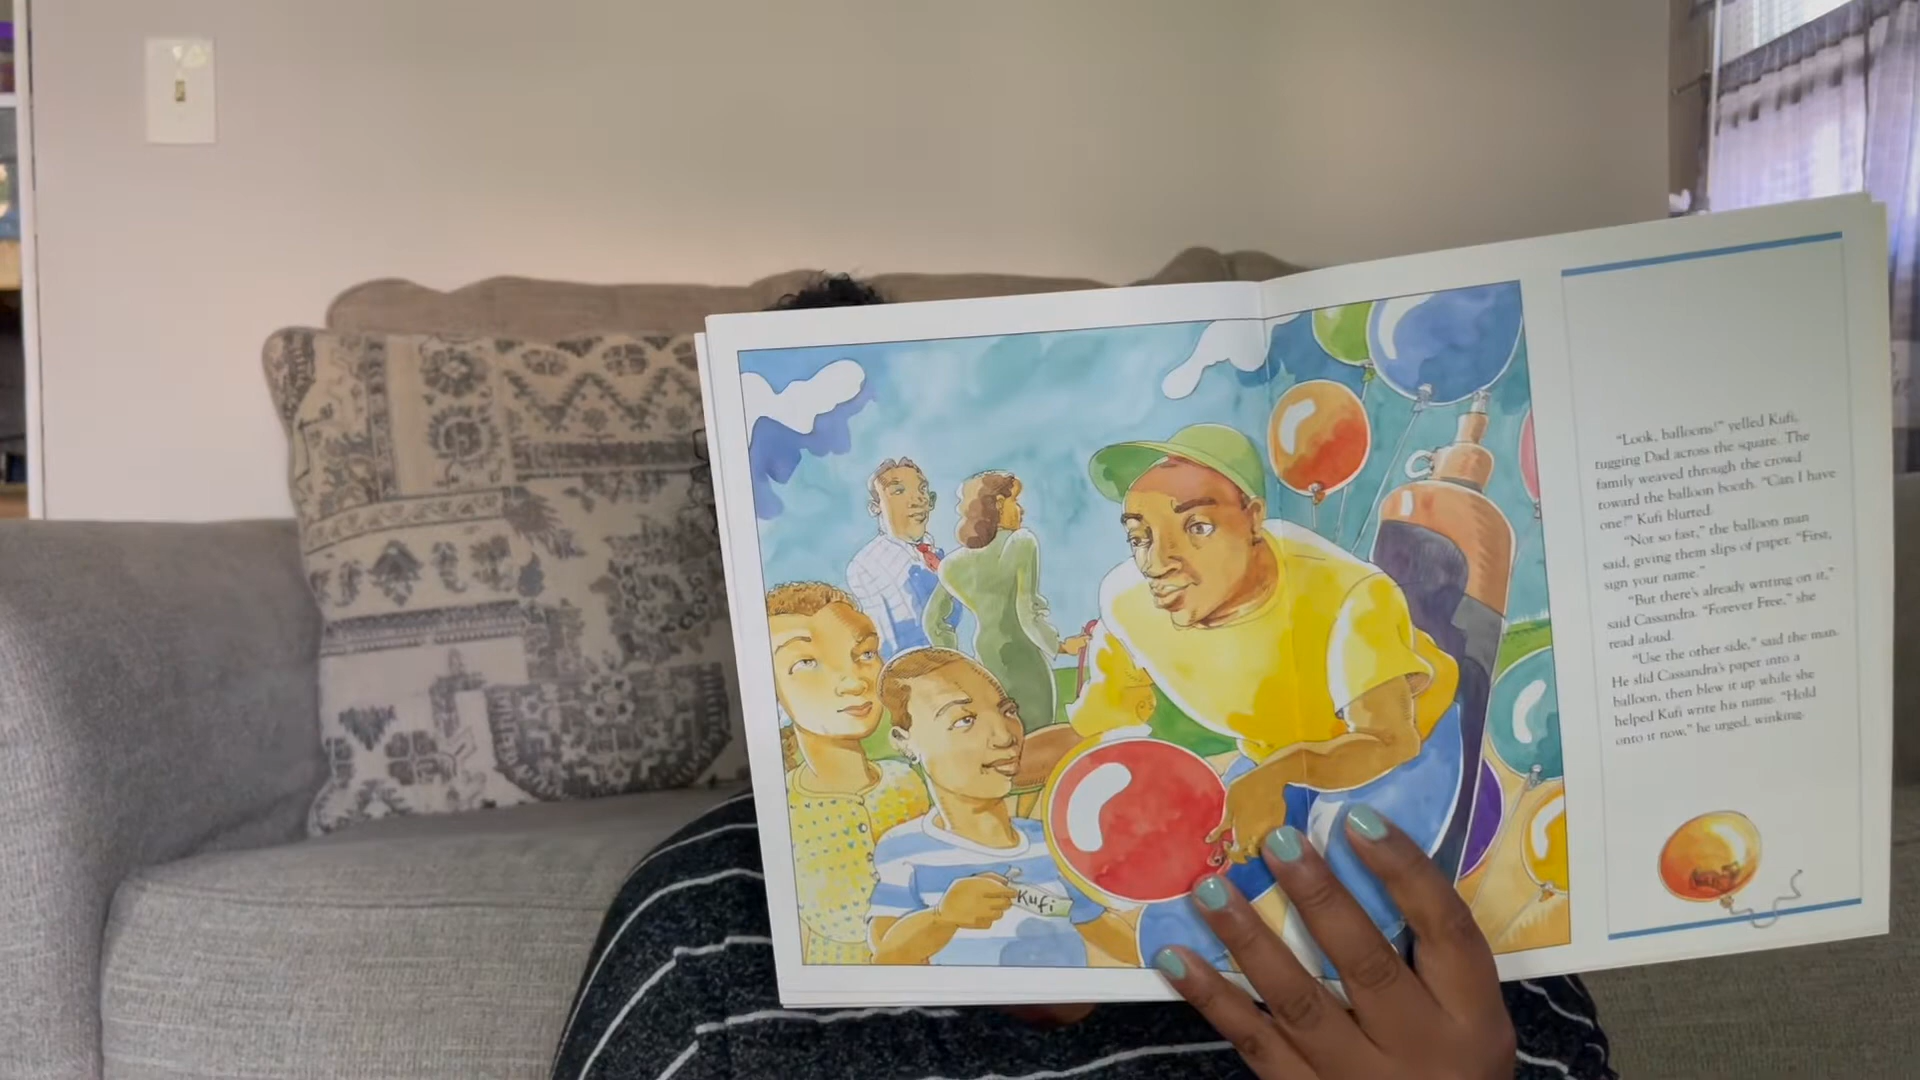 Kufi
"Look, balloons!" yelled Kufi,
tugging Dad across the square. The
family weaved through the crowd
toward the balloon booth. "Can I have
one?" Kufi blurted.
"Not so fast," the balloon man
said, giving them slips of paper. "First,
sign your name."
"But there's already writing on it,"
said Cassandra. "Forever Free," she
read aloud.
"Use the other side," said the man.
He slid Cassandra's paper into a
balloon, then blew it up while she
helped Kufi write his name. "Hold
onto it now," he urged, winking.